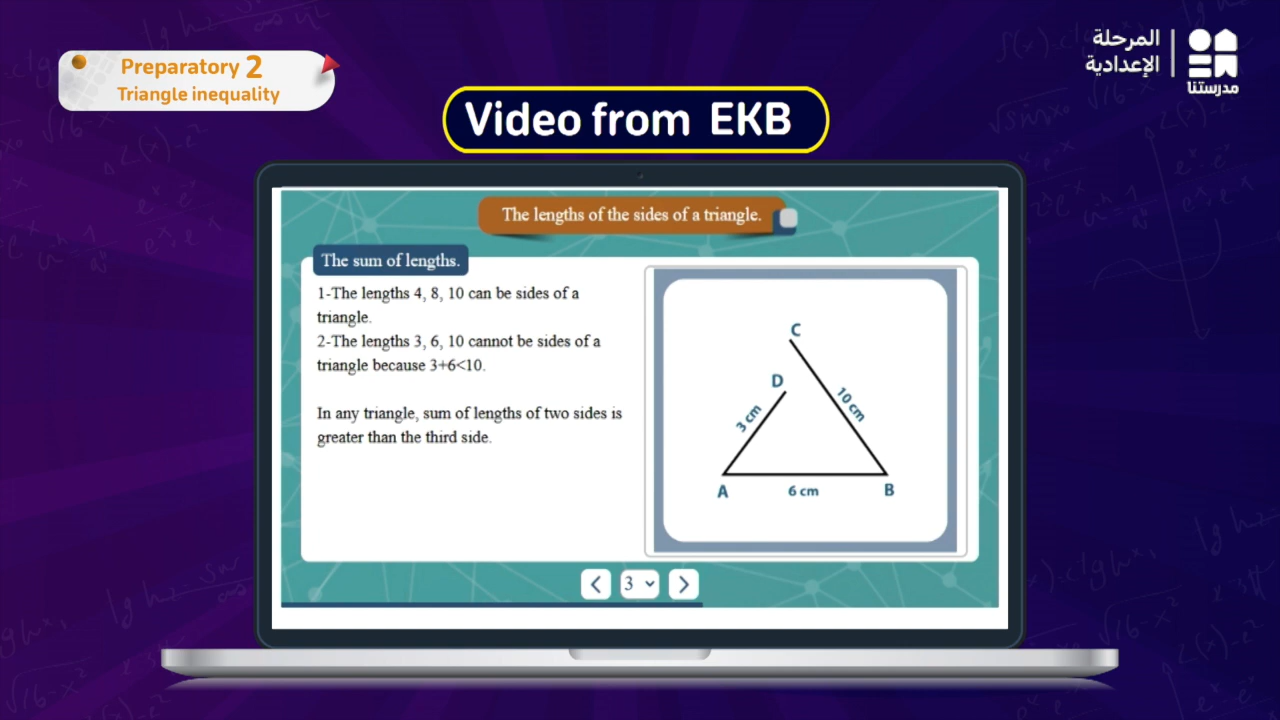 Preparatory 2
Triangle inequality
المرحلة
الإعدادية
مدرستنا
Video from EKB
The lengths of the sides of a triangle.
The sum of lengths.
1-The lengths 4, 8, 10 can be sides of a
triangle.
2-The lengths 3, 6, 10 cannot be sides of a
triangle because 3+6<10.
In any triangle, sum of lengths of two sides is
greater than the third side.
C
D
3 cm
10 cm
A
6 cm
B
3